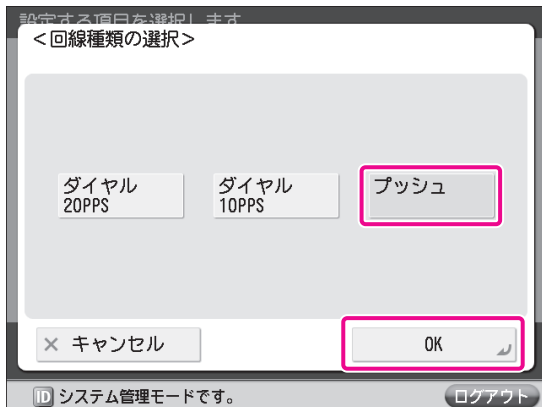 設定する項目を選択します
<回線種類の選択>
ダイヤル
20PPS
ダイヤル
10PPS
プッシュ
× キャンセル
OK
ID システム管理モードです。
ログアウト